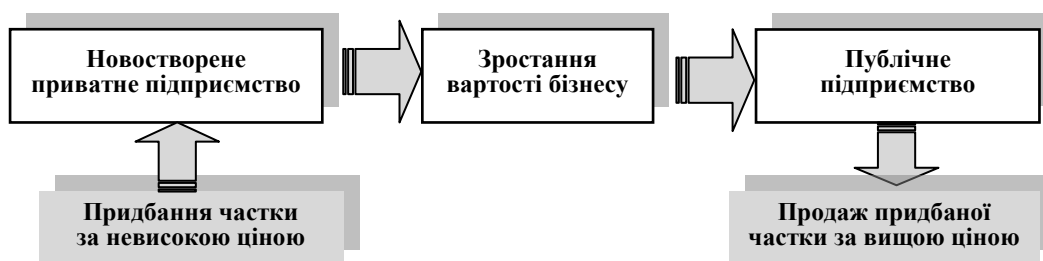 Новостворене
приватне підприємство
Зростання
вартості бізнесу
Публічне
підприємство
Придбання частки
за невисокою ціною
Продаж придбаної
частки за вищою ціною